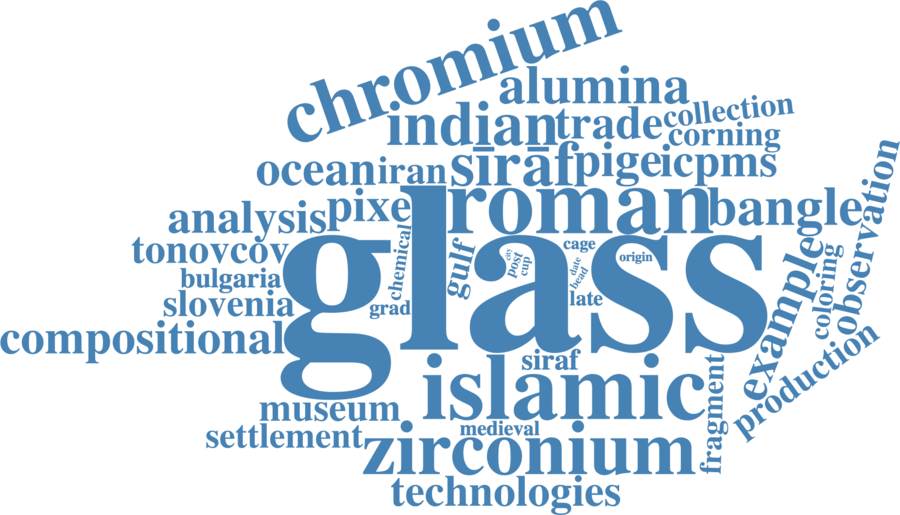 chromium
alumina
collection
indian
trade
corning
ocean
iran
sīrāf
pige
icpms
analysis
pixe
roman
bangle
observation
tonovcov
chemical
glass
gulf
city
post
cup
cage
date
bead
origin
example
coloring
bulgaria
slovenia
grad
late
compositional
siraf
production
islamic
museum
fragment
settlement
medieval
zirconium
technologies